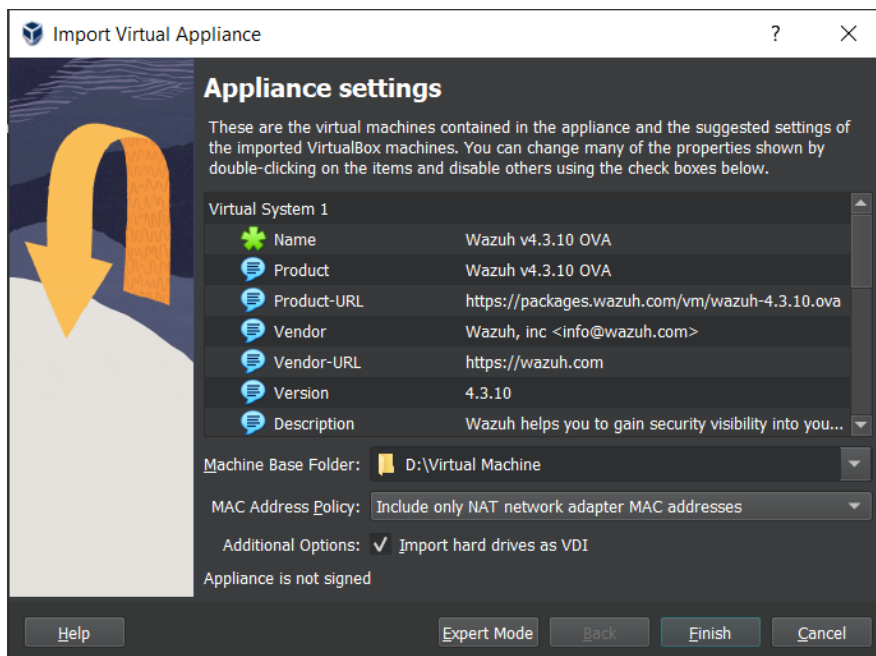 Import Virtual Appliance
?
Appliance settings
These are the virtual machines contained in the appliance and the suggested settings of
the imported VirtualBox machines. You can change many of the properties shown by
double-clicking on the items and disable others using the check boxes below.
Virtual System 1
Name Wazuh v4.3.10 OVA
Product Wazuh v4.3.10 OVA
Product-URL https://packages.wazuh.com/vm/wazuh-4.3.10.ova
Vendor Wazuh, inc <info@wazuh.com>
Vendor-URL https://wazuh.com
Version 4.3.10
Description Wazuh helps you to gain security visibility into you...
Machine Base Folder: D:\Virtual Machine
MAC Address Policy: Include only NAT network adapter MAC addresses
Additional Options: Import hard drives as VDI
Appliance is not signed
Help Expert Mode Back Finish Cancel